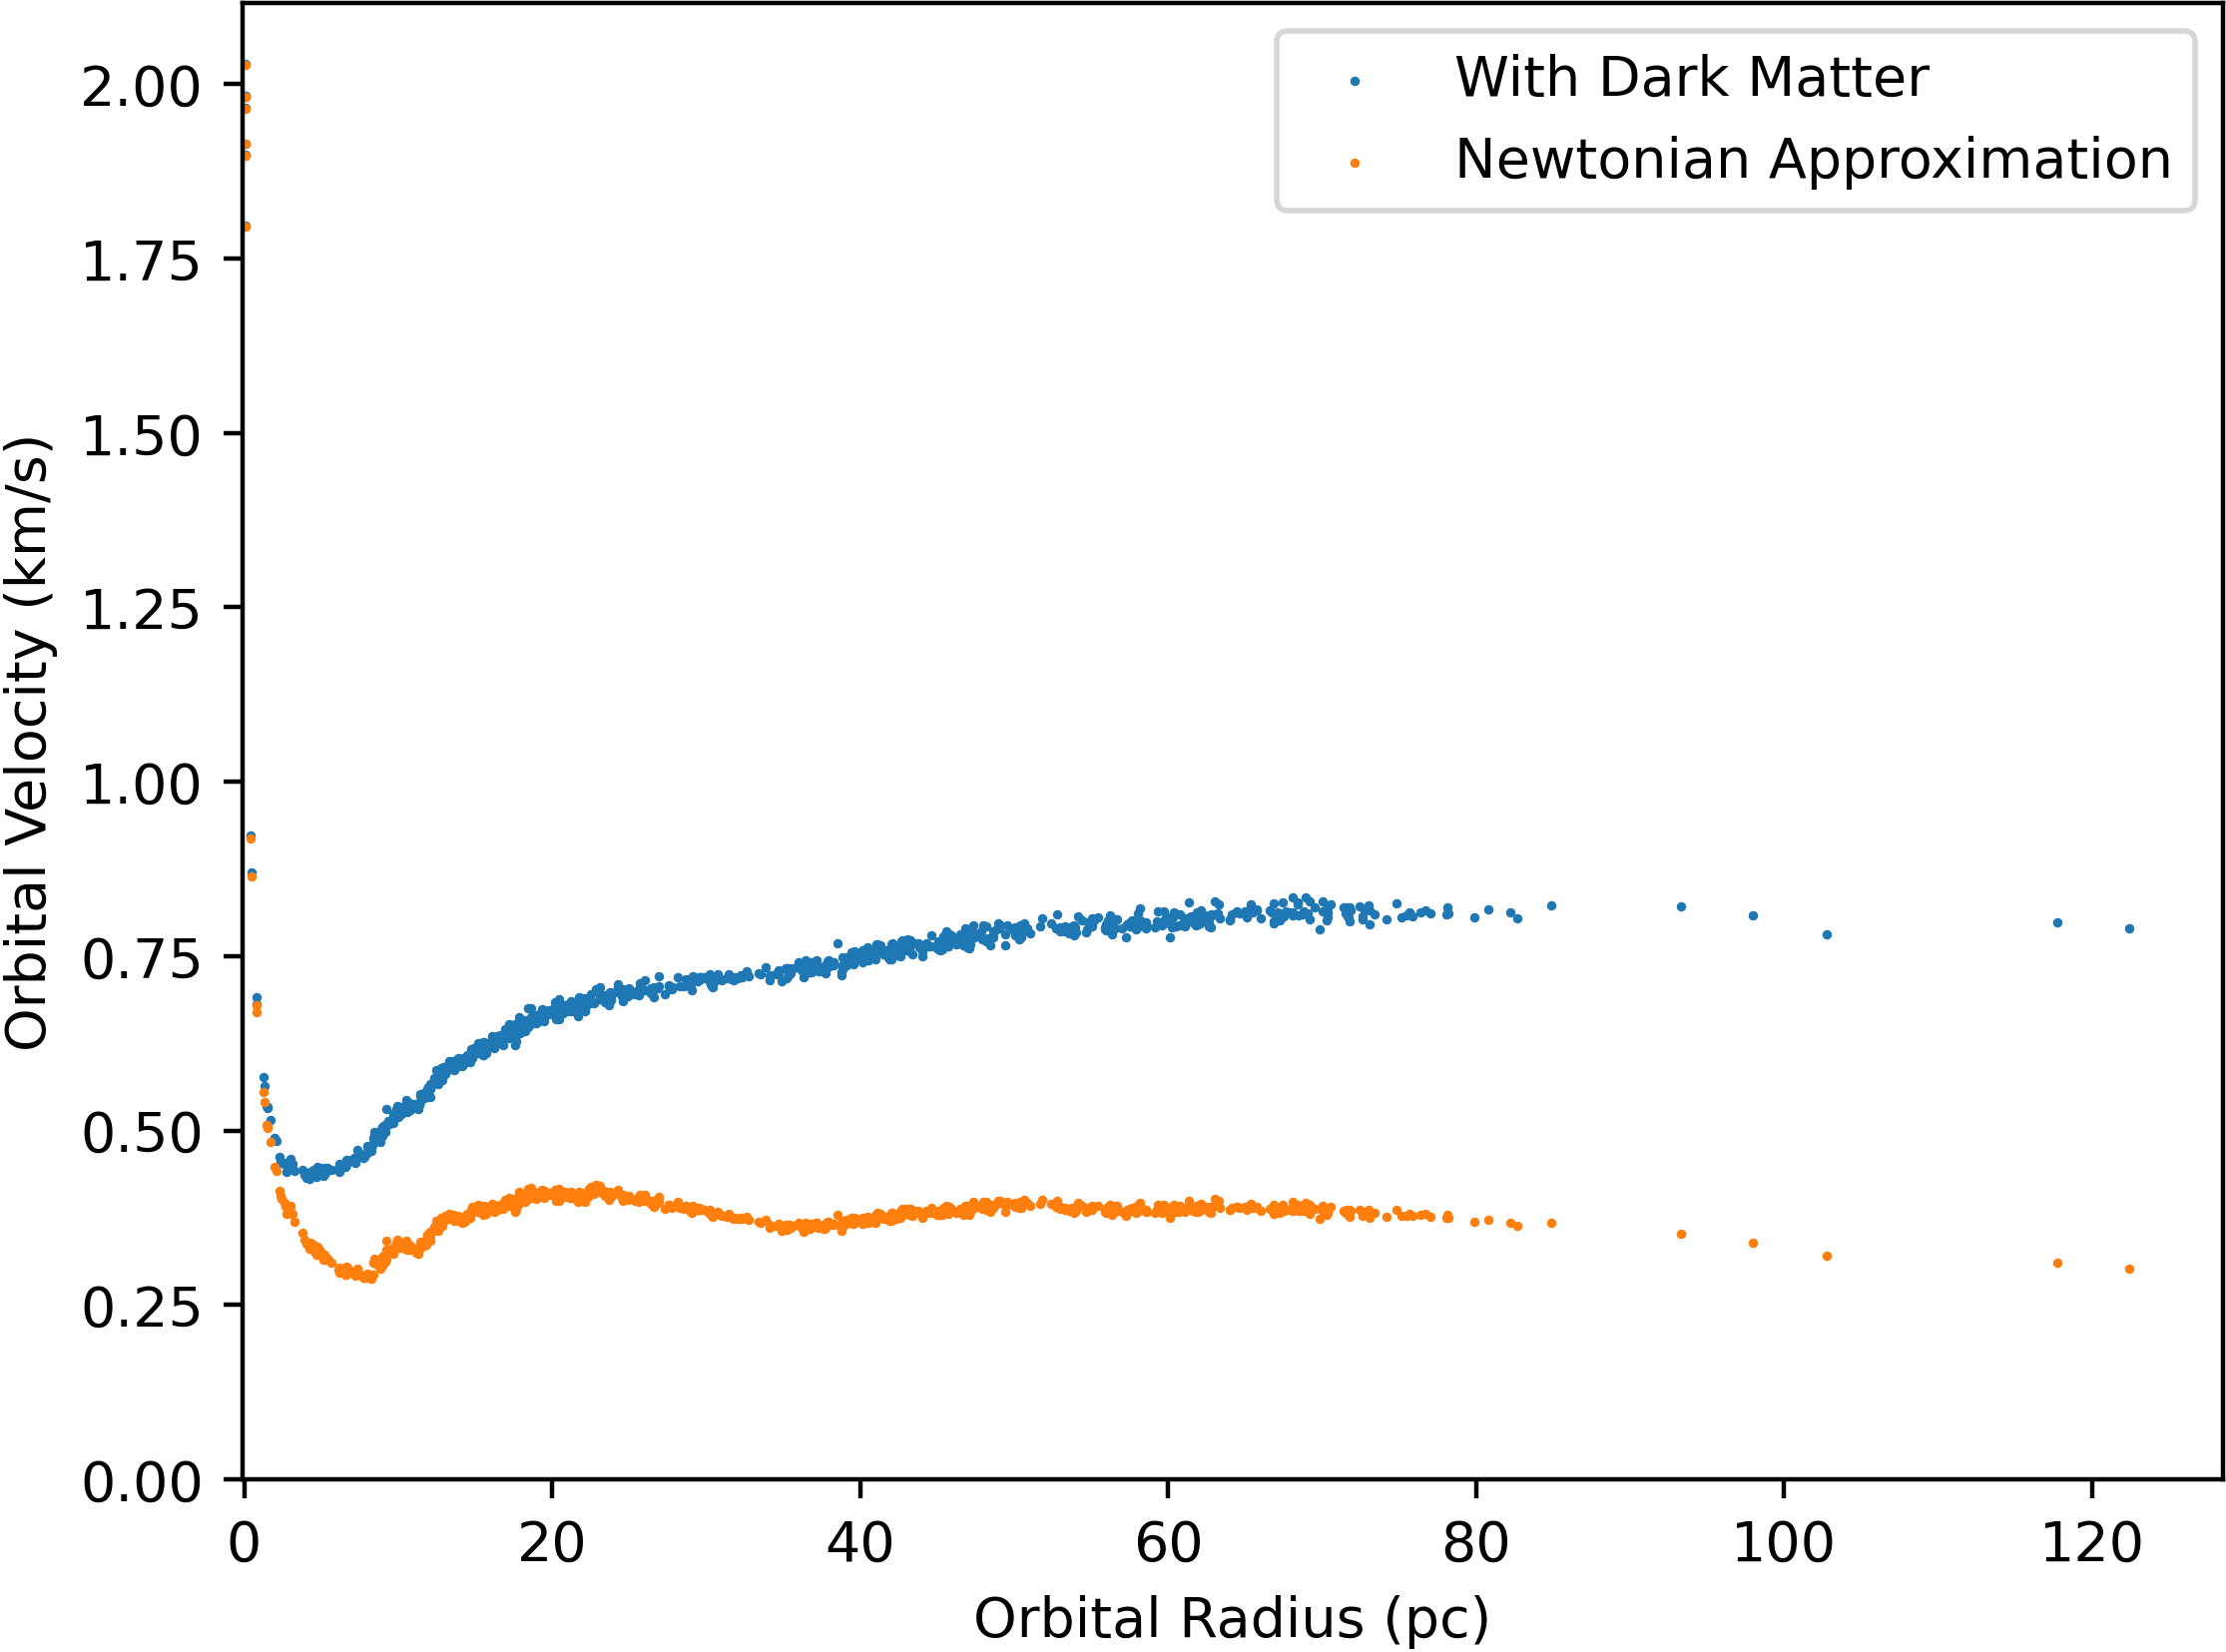 With Dark Matter
Newtonian Approximation
2.00
1.75
1.50
1.25
1.00
0.75
0.50
0.25
0.00
Orbital Velocity (km/s)
0 20 40 60 80 100 120
Orbital Radius (pc)